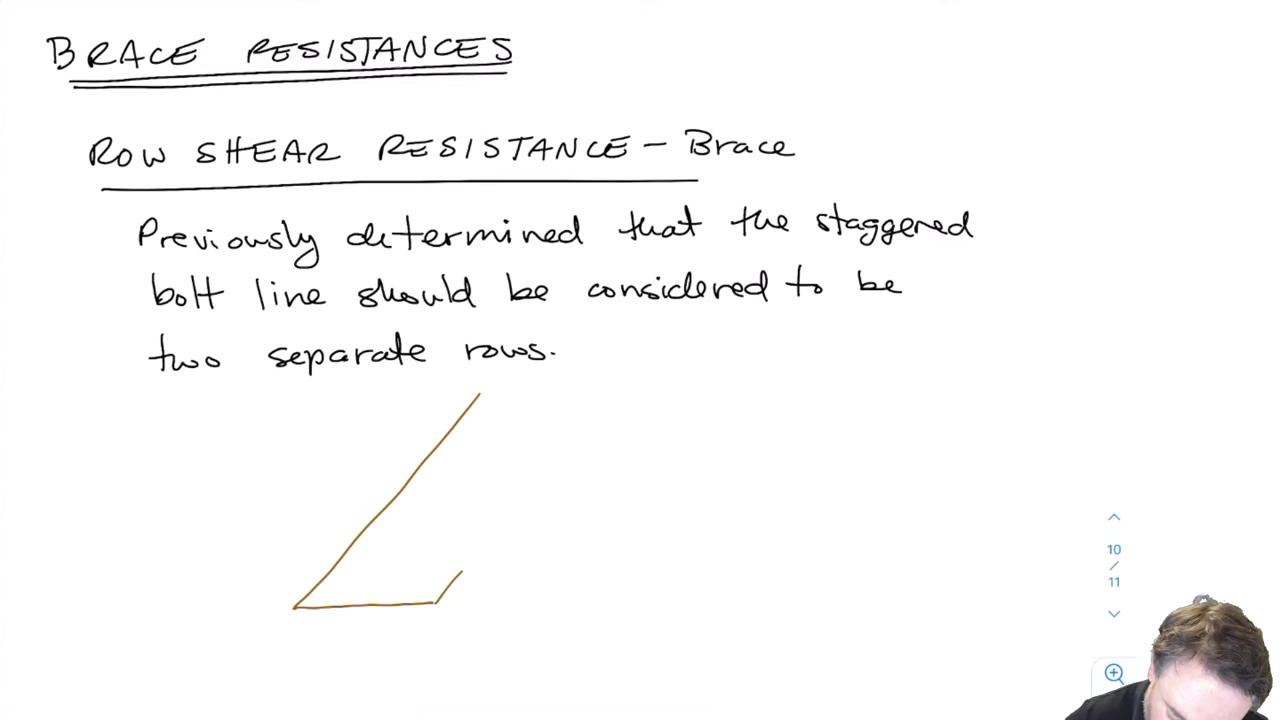 BRACE RESISTANCES
ROW SHEAR RESISTANCE - Brace
Previously determined that the staggered
bolt line should be considered to be
two separate rows.
10
/
11